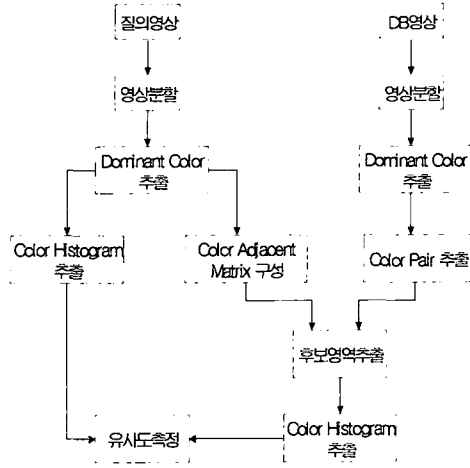 질의영상
DB영상
영상분할
영상분할
Dominant Color
추출
Dominant Color
추출
Color Histogram
추출
Color Adjacent
Matrix 구성
Color Pair 추출
후보영역추출
유사도측정
Color Histogram
추출